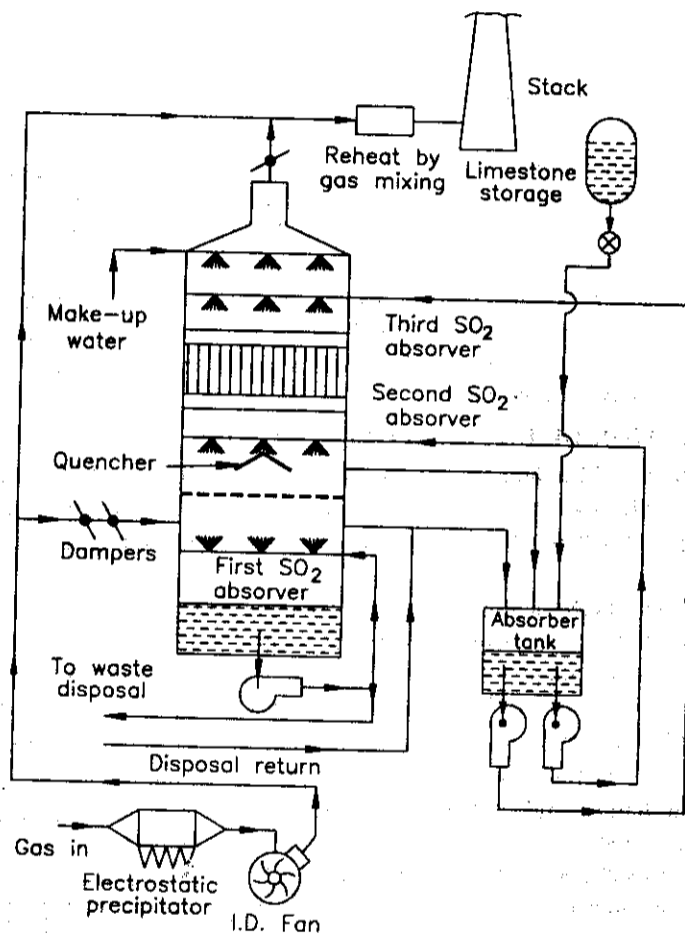 Stack
Reheat by
gas mixing
Limestone
storage
Make-up
water
Third SO2
absorver
Second SO2
absorver
Quencher
Dampers
First SO2
absorver
Absorber
tank
To waste
disposal
Disposal return
Gas in
Electrostatic
precipitator
I.D. Fan